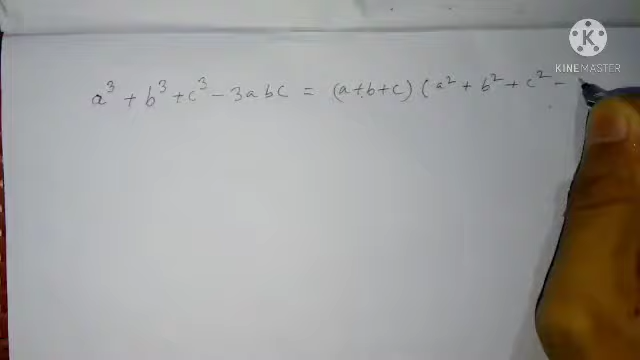 KINEMASTER
a³ + b³ + c³ - 3abc = (a+b+c) (a² + b² + c² -